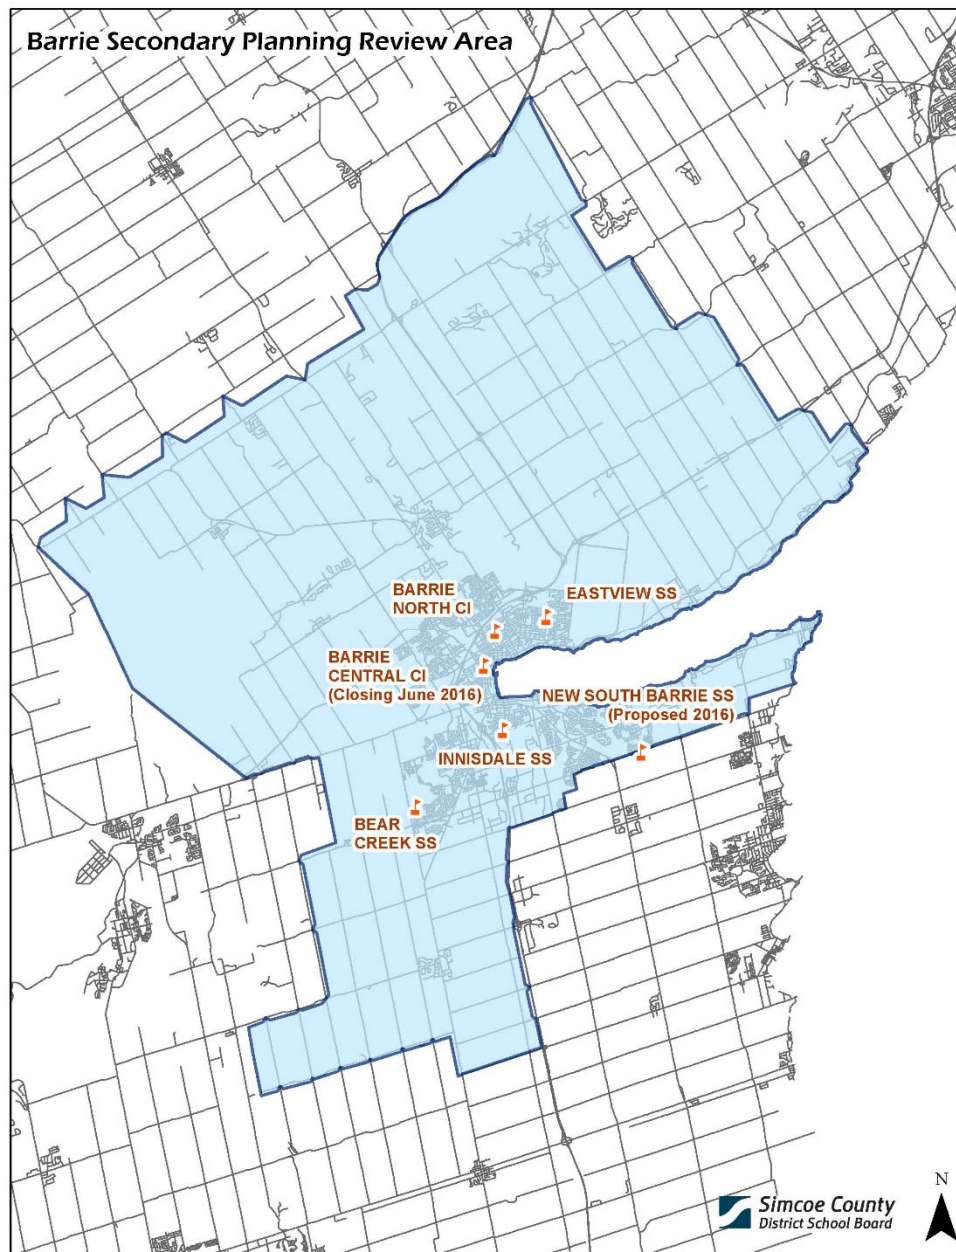 Barrie Secondary Planning Review Area
BARRIE
NORTH CI
EASTVIEW SS
BARRIE
CENTRAL CI
(Closing June 2016)
NEW SOUTH BARRIE SS
(Proposed 2016)
INNISDALE SS
BEAR
CREEK SS
Simcoe County
District School Board
N